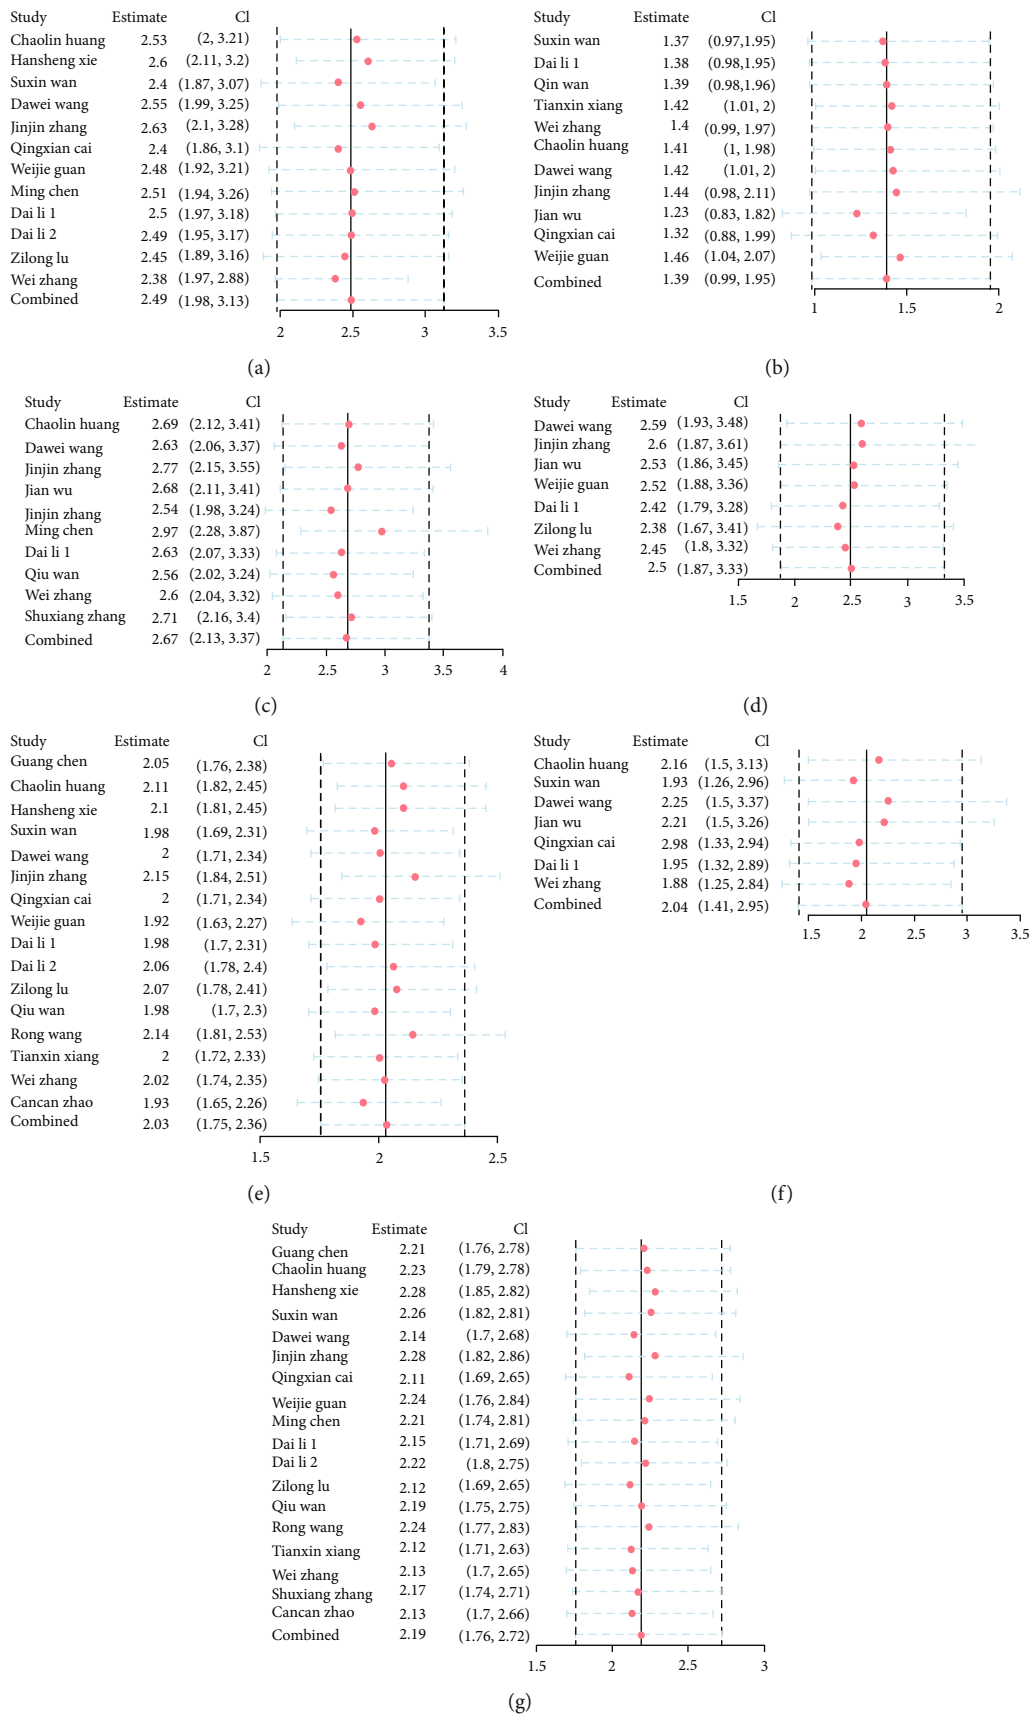 Study Estimate Cl
Chaolin huang 2.53 (2, 3.21)
Hansheng xie 2.6 (2.11, 3.2)
Suxin wan 2.4 (1.87, 3.07)
Dawei wang 2.55 (1.99, 3.25)
Jinjin zhang 2.63 (2.1, 3.28)
Qingxian cai 2.4 (1.86, 3.1)
Weijie guan 2.48 (1.92, 3.21)
Ming chen 2.51 (1.94, 3.26)
Dai li 1 2.5 (1.97, 3.18)
Dai li 2 2.49 (1.95, 3.17)
Zilong lu 2.45 (1.89, 3.16)
Wei zhang 2.38 (1.97, 2.88)
Combined 2.49 (1.98, 3.13)
2 2.5 3 3.5
(a)
Study Estimate Cl
Suxin wan 1.37 (0.97,1.95)
Dai li 1 1.38 (0.98,1.95)
Qin wan 1.39 (0.98,1.96)
Tianxin xiang 1.42 (1.01, 2)
Wei zhang 1.4 (0.99, 1.97)
Chaolin huang 1.41 (1, 1.98)
Dawei wang 1.42 (1.01, 2)
Jinjin zhang 1.44 (0.98, 2.11)
Jian wu 1.23 (0.83, 1.82)
Qingxian cai 1.32 (0.88, 1.99)
Weijie guan 1.46 (1.04, 2.07)
Combined 1.39 (0.99, 1.95)
1 1.5 2
(b)
Study Estimate Cl
Chaolin huang 2.69 (2.12, 3.41)
Dawei wang 2.63 (2.06, 3.37)
Jinjin zhang 2.77 (2.15, 3.55)
Jian wu 2.68 (2.11, 3.41)
Jinjin zhang 2.54 (1.98, 3.24)
Ming chen 2.97 (2.28, 3.87)
Dai li 1 2.63 (2.07, 3.33)
Qiu wan 2.56 (2.02, 3.24)
Wei zhang 2.6 (2.04, 3.32)
Shuxiang zhang 2.71 (2.16, 3.4)
Combined 2.67 (2.13, 3.37)
2 2.5 3 3.5 4
(c)
Study Estimate Cl
Dawei wang 2.59 (1.93, 3.48)
Jinjin zhang 2.6 (1.87, 3.61)
Jian wu 2.53 (1.86, 3.45)
Weijie guan 2.52 (1.88, 3.36)
Dai li 1 2.42 (1.79, 3.28)
Zilong lu 2.38 (1.67, 3.41)
Wei zhang 2.45 (1.8, 3.32)
Combined 2.5 (1.87, 3.33)
1.5 2 2.5 3 3.5
(d)
Study Estimate Cl
Guang chen 2.05 (1.76, 2.38)
Chaolin huang 2.11 (1.82, 2.45)
Hansheng xie 2.1 (1.81, 2.45)
Suxin wan 1.98 (1.69, 2.31)
Dawei wang 2 (1.71, 2.34)
Jinjin zhang 2.15 (1.84, 2.51)
Qingxian cai 2 (1.71, 2.34)
Weijie guan 1.92 (1.63, 2.27)
Dai li 1 1.98 (1.7, 2.31)
Dai li 2 2.06 (1.78, 2.4)
Zilong lu 2.07 (1.78, 2.41)
Qiu wan 1.98 (1.7, 2.3)
Rong wang 2.14 (1.81, 2.53)
Tianxin xiang 2 (1.72, 2.33)
Wei zhang 2.02 (1.74, 2.35)
Cancan zhao 1.93 (1.65, 2.26)
Combined 2.03 (1.75, 2.36)
1.5 2 2.5
(e)
Study Estimate Cl
Chaolin huang 2.16 (1.5, 3.13)
Suxin wan 1.93 (1.26, 2.96)
Dawei wang 2.25 (1.5, 3.37)
Jian wu 2.21 (1.5, 3.26)
Qingxian cai 2.98 (1.33, 2.94)
Dai li 1 1.95 (1.32, 2.89)
Wei zhang 1.88 (1.25, 2.84)
Combined 2.04 (1.41, 2.95)
1.5 2 2.5 3 3.5
(f)
Study Estimate Cl
Guang chen 2.21 (1.76, 2.78)
Chaolin huang 2.23 (1.79, 2.78)
Hansheng xie 2.28 (1.85, 2.82)
Suxin wan 2.26 (1.82, 2.81)
Dawei wang 2.14 (1.7, 2.68)
Jinjin zhang 2.28 (1.82, 2.86)
Qingxian cai 2.11 (1.69, 2.65)
Weijie guan 2.24 (1.76, 2.84)
Ming chen 2.21 (1.74, 2.81)
Dai li 1 2.15 (1.71, 2.69)
Dai li 2 2.22 (1.8, 2.75)
Zilong lu 2.12 (1.69, 2.65)
Qiu wan 2.19 (1.75, 2.75)
Rong wang 2.24 (1.77, 2.83)
Tianxin xiang 2.12 (1.71, 2.63)
Wei zhang 2.13 (1.7, 2.65)
Shuxiang zhang 2.17 (1.74, 2.71)
Cancan zhao 2.13 (1.7, 2.66)
Combined 2.19 (1.76, 2.72)
1.5 2 2.5 3
(g)